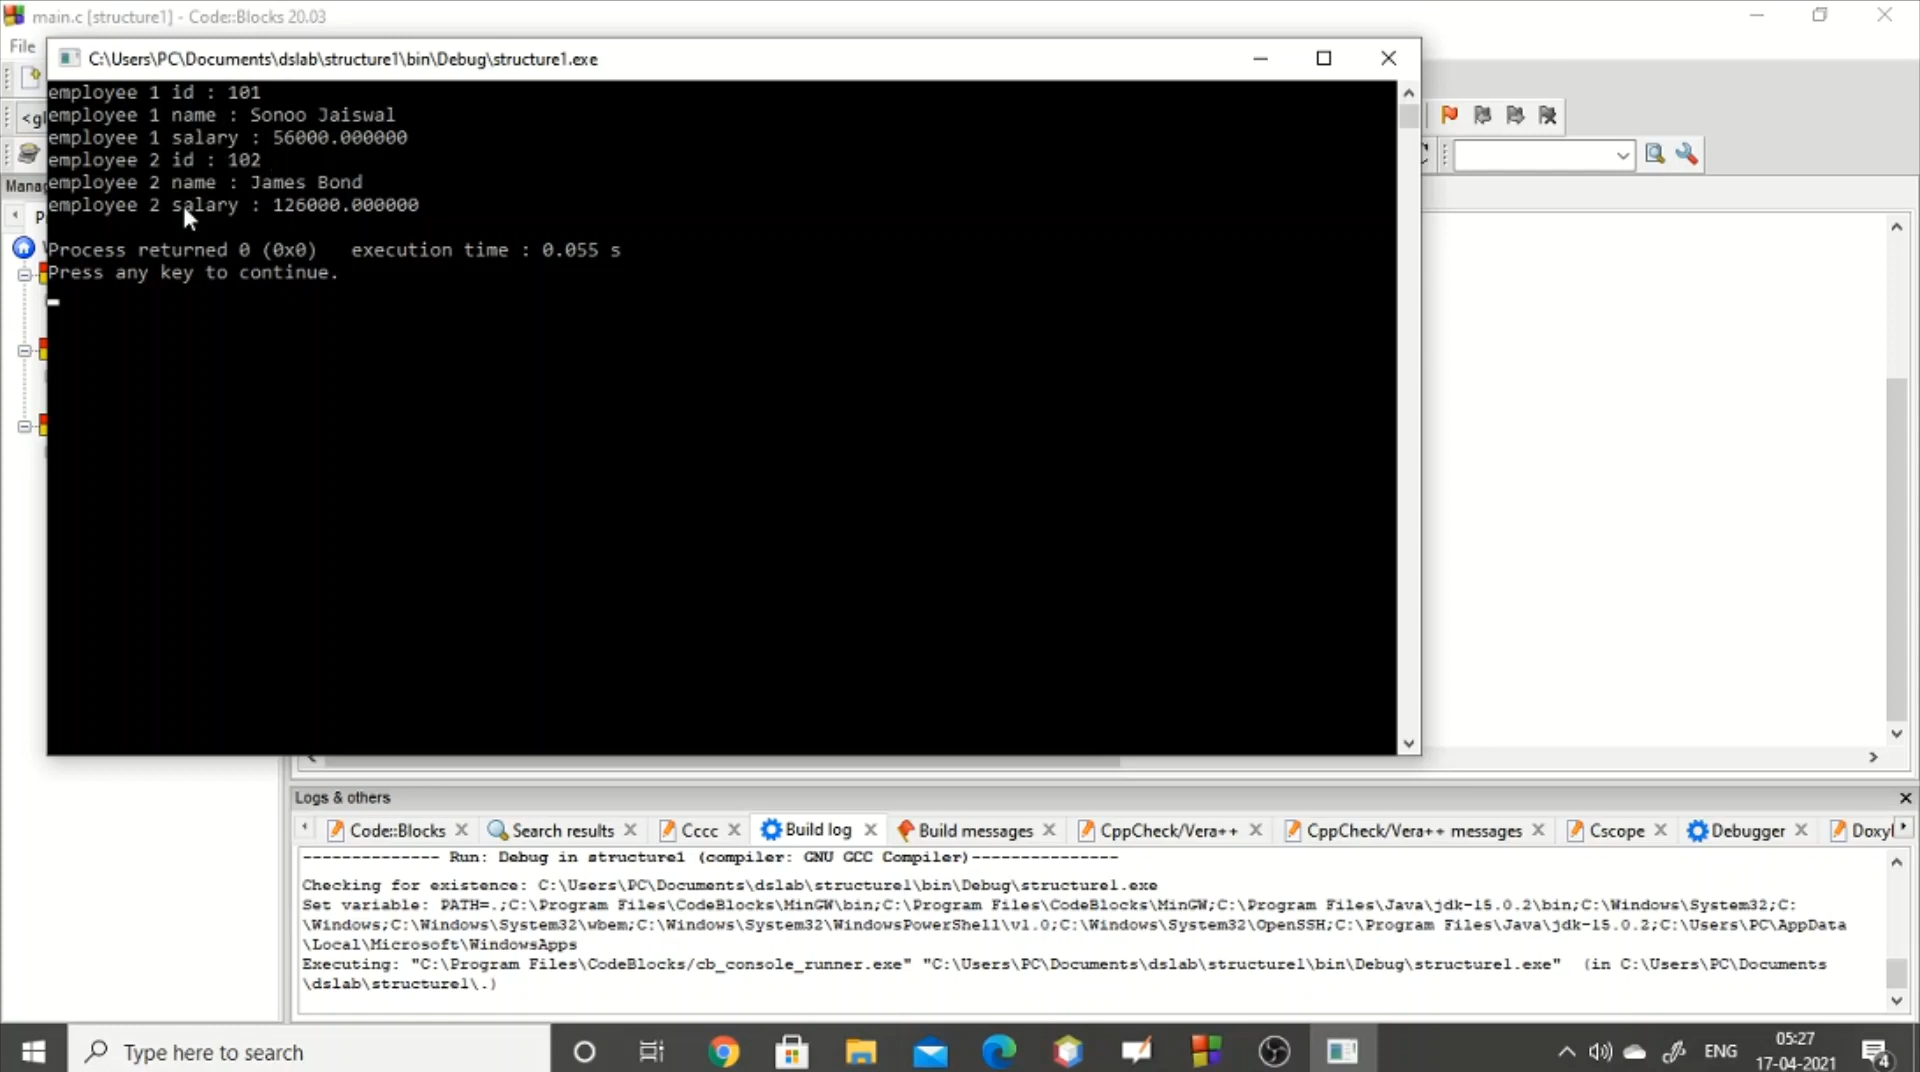 main.c [structure1] - Code::Blocks 20.03
File
C:\Users\PC\Documents\dslab\structure1\bin\Debug\structure1.exe
employee 1 id : 101
employee 1 name : Sonoo Jaiswal
employee 1 salary : 56000.000000
employee 2 id : 102
employee 2 name : James Bond
employee 2 salary : 126000.000000
Process returned 0 (0x0)   execution time : 0.055 s
Press any key to continue.
<gl
Mana
P
Logs & others
Code::Blocks
Search results
Cccc
Build log
Build messages
CppCheck/Vera++
CppCheck/Vera++ messages
Cscope
Debugger
Doxyl
-------------- Run: Debug in structure1 (compiler: GNU GCC Compiler)---------------
Checking for existence: C:\Users\PC\Documents\dslab\structure1\bin\Debug\structure1.exe
Set variable: PATH=.;C:\Program Files\CodeBlocks\MinGW\bin;C:\Program Files\CodeBlocks\MinGW;C:\Program Files\Java\jdk-15.0.2\bin;C:\Windows\System32;C:
\Windows;C:\Windows\System32\wbem;C:\Windows\System32\WindowsPowerShell\v1.0;C:\Windows\System32\OpenSSH;C:\Program Files\Java\jdk-15.0.2;C:\Users\PC\AppData
\Local\Microsoft\WindowsApps
Executing: "C:\Program Files\CodeBlocks/cb_console_runner.exe" "C:\Users\PC\Documents\dslab\structure1\bin\Debug\structure1.exe"  (in C:\Users\PC\Documents
\dslab\structure1\.)
Type here to search
ENG
05:27
17-04-2021
4